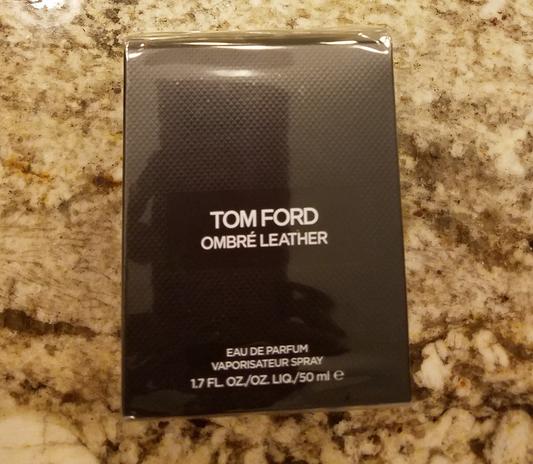 TOM FORD
OMBRÉ LEATHER
EAU DE PARFUM
VAPORISATEUR SPRAY
1.7 FL. OZ./OZ. LIQ./50 ml ℮